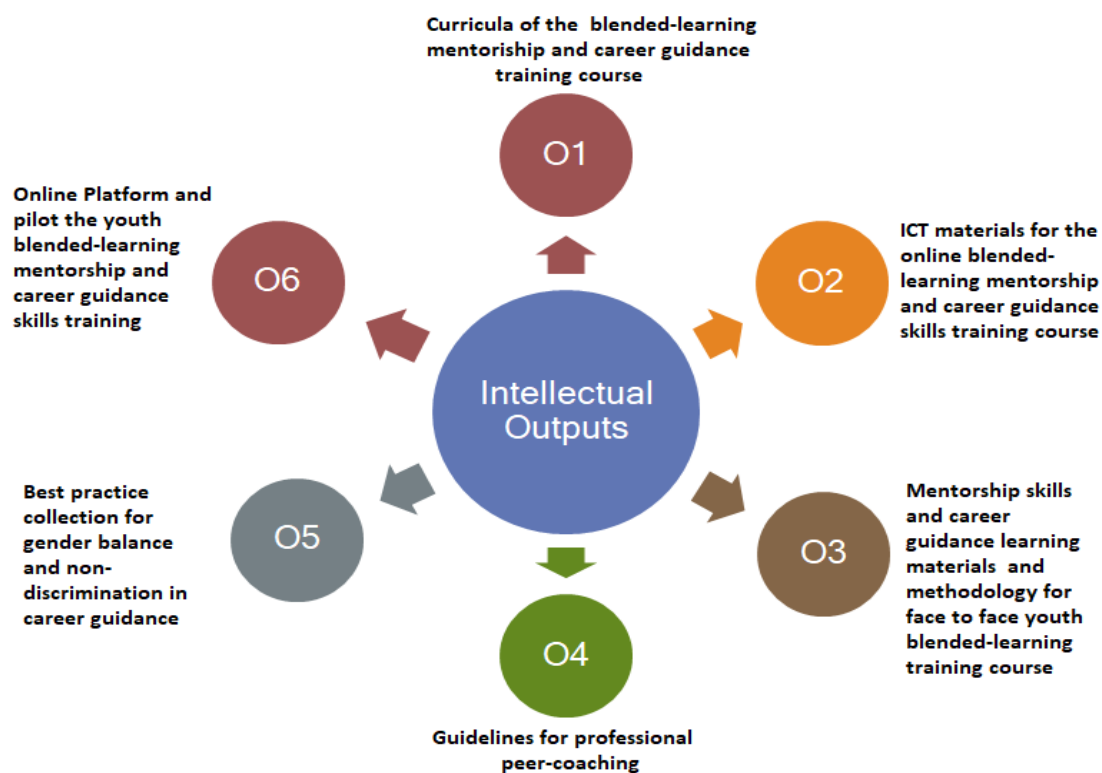 Curricula of the  blended-learning
mentoriship and career guidance
training course
O1
Online Platform and
pilot the youth
blended-learning
mentorship and
career guidance
skills training
O6
O2
ICT materials for the
online blended-
learning mentorship
and career guidance
skills training course
Intellectual
Outputs
Best practice
collection for
gender balance
and non-
discrimination in
career guidance
O5
O3
Mentorship skills
and career
guidance learning
materials  and
methodology for
face to face youth
blended-learning
training course
O4
Guidelines for professional
peer-coaching